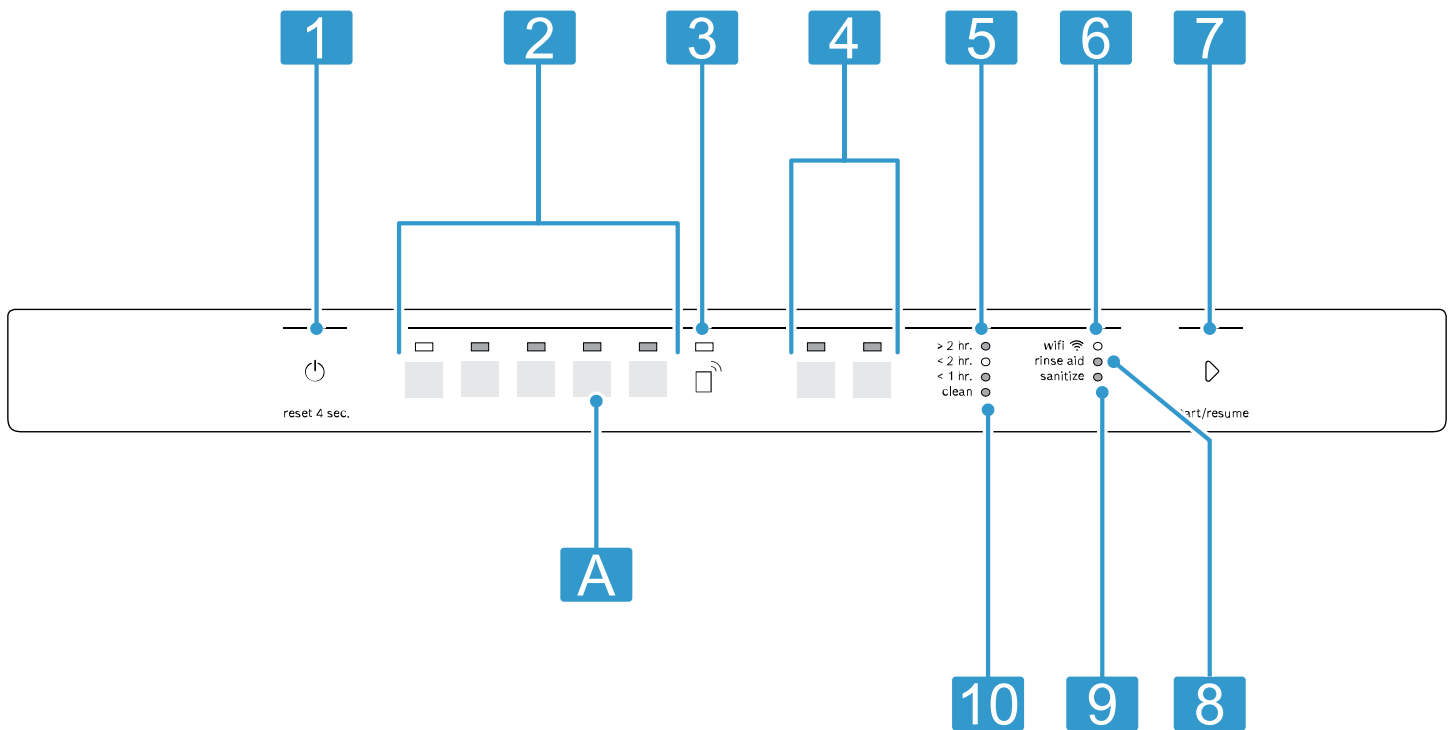 1 2 3 4 5 6 7
> 2 hr.
< 2 hr.
< 1 hr.
clean
wifi
rinse aid
sanitize
reset 4 sec.
art/resume
A
10 9 8